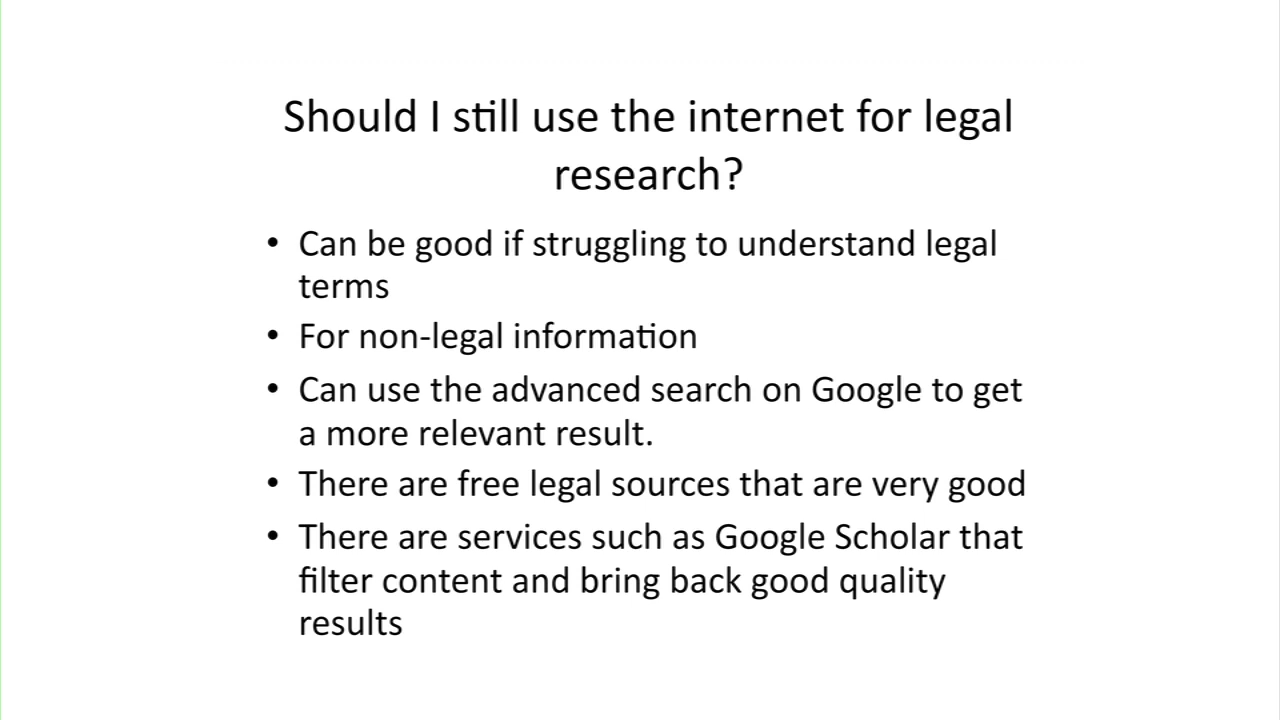 Should I still use the internet for legal
research?
• Can be good if struggling to understand legal
terms
• For non-legal information
• Can use the advanced search on Google to get
a more relevant result.
• There are free legal sources that are very good
• There are services such as Google Scholar that
filter content and bring back good quality
results